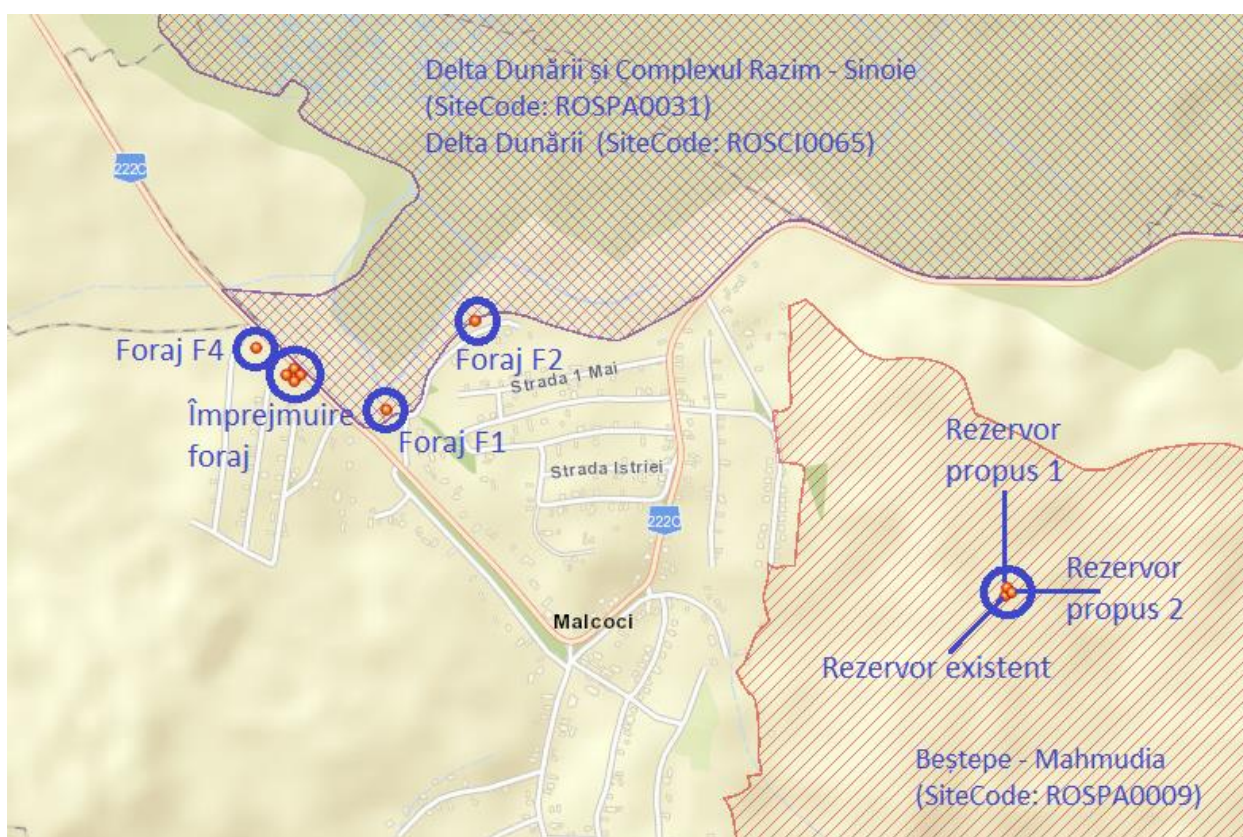 Delta Dunării și Complexul Razim - Sinoie
(SiteCode: ROSPA0031)
Delta Dunării (SiteCode: ROSCI0065)
222C
Foraj F4
Foraj F2
Strada 1 Mai
Împrejmuire
foraj
Foraj F1
Strada Istriei
222C
Rezervor
propus 1
Rezervor
propus 2
Malcoci
Rezervor existent
Beștepe - Mahmudia
(SiteCode: ROSPA0009)